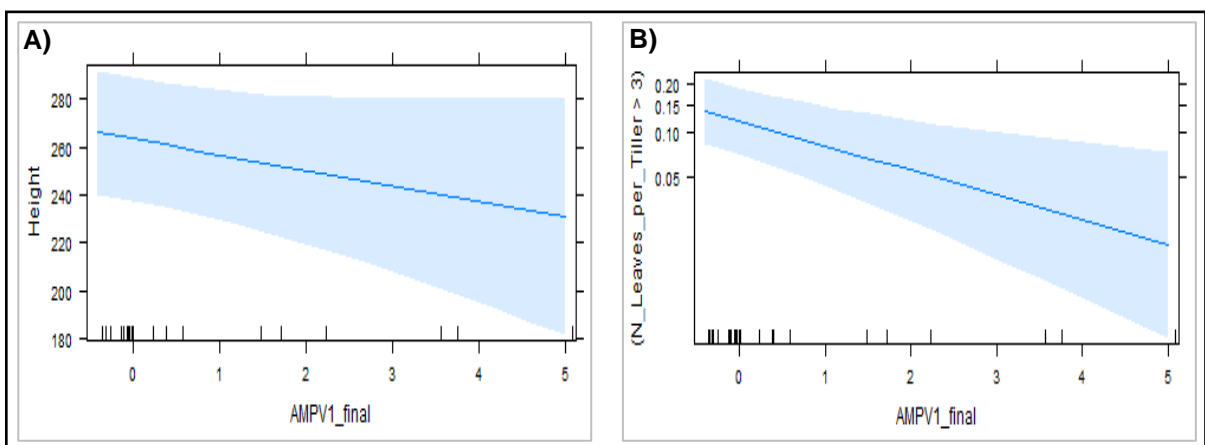 A)
Height
280
260
240
220
200
180
0 1 2 3 4 5
AMPV1_final
B)
(N_Leaves_per_Tiller > 3)
0.20
0.15
0.10
0.05
0 1 2 3 4 5
AMPV1_final